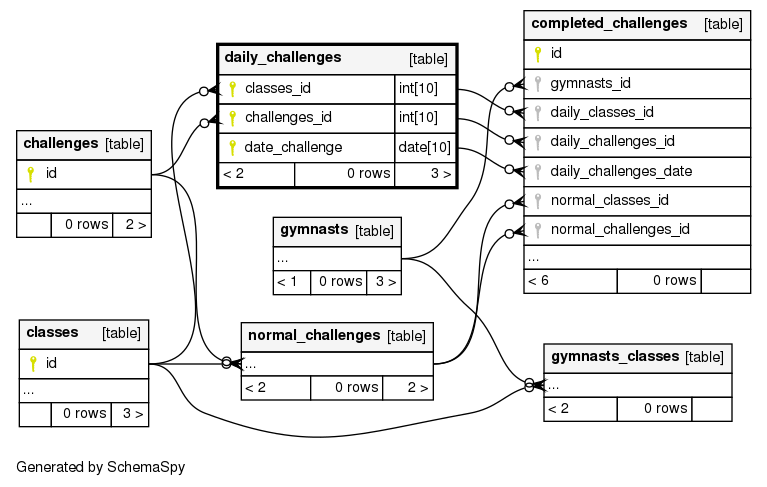 completed_challenges [table]
id
gymnasts_id
daily_classes_id
daily_challenges_id
daily_challenges_date
normal_classes_id
normal_challenges_id
...
< 6 0 rows
daily_challenges [table]
classes_id int[10]
challenges_id int[10]
date_challenge date[10]
< 2 0 rows 3 >
challenges [table]
id
...
0 rows 2 >
gymnasts [table]
...
< 1 0 rows 3 >
classes [table]
id
...
0 rows 3 >
normal_challenges [table]
...
< 2 0 rows 2 >
gymnasts_classes [table]
...
< 2 0 rows
Generated by SchemaSpy